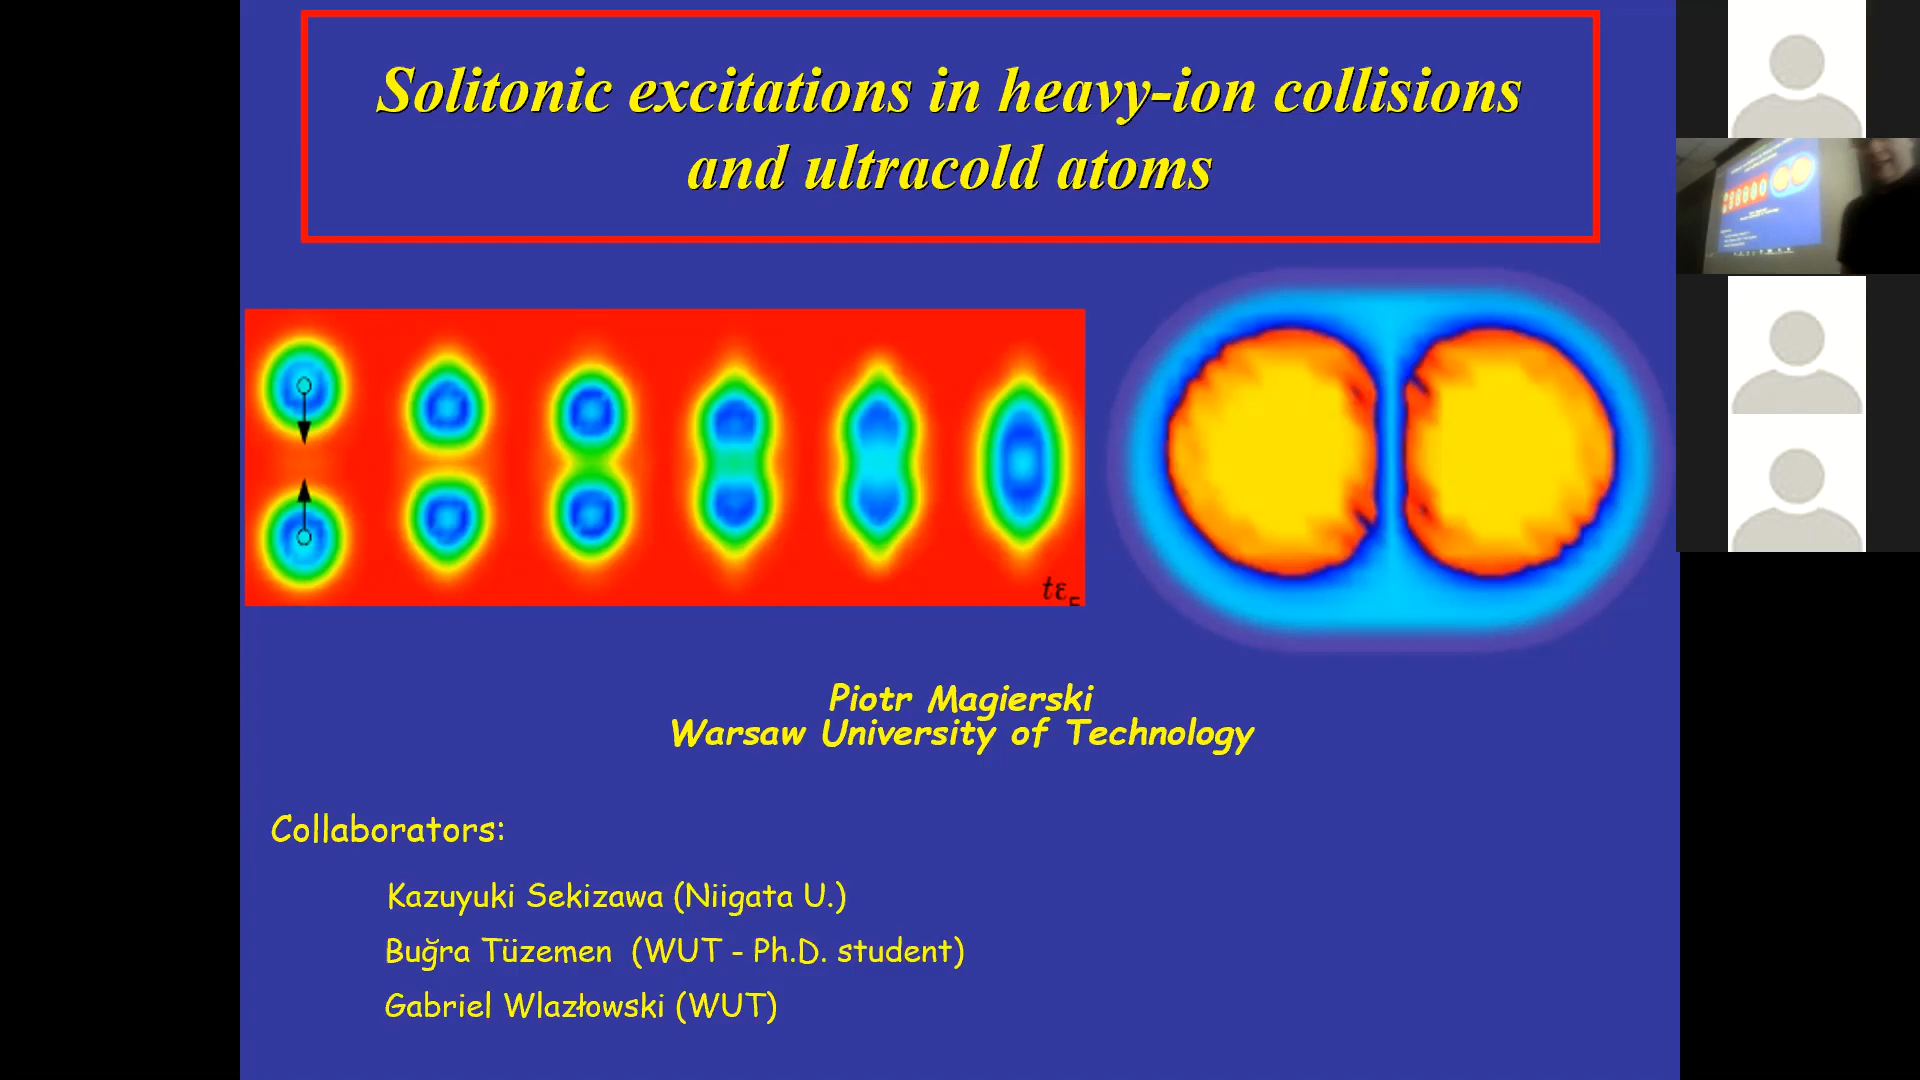 Solitonic excitations in heavy-ion collisions
and ultracold atoms
tε
Piotr Magierski
Warsaw University of Technology
Collaborators:
Kazuyuki Sekizawa (Niigata U.)
Buğra Tüzemen (WUT - Ph.D. student)
Gabriel Wlazłowski (WUT)